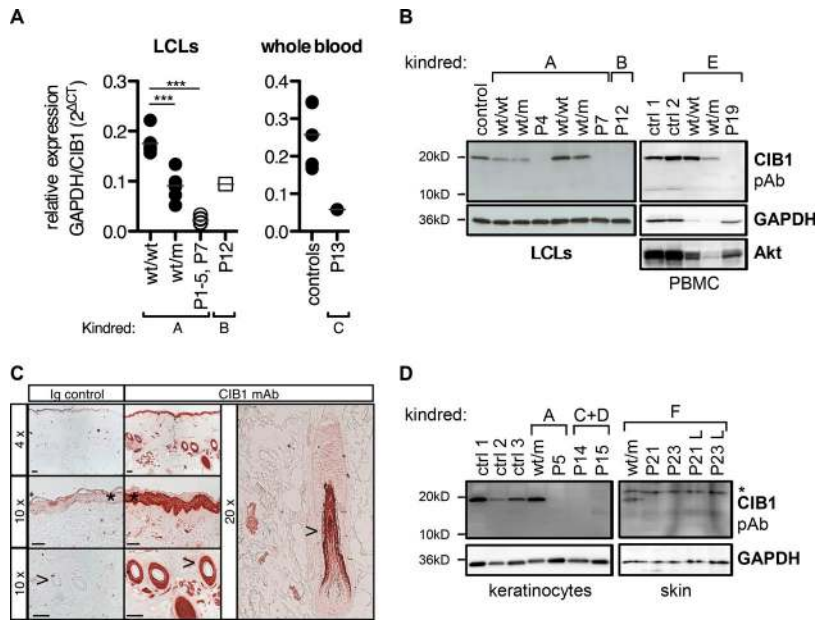 A
LCLs
whole blood
relative expression
GAPDH/CIB1 (2^ΔCT)
0.3
0.2
0.1
0.0
***
***
wt/wt
wt/m
P1-5, P7
P12
Kindred:
A
B
0.4
0.3
0.2
0.1
0.0
controls
P13
C
B
kindred:
A
B
E
control
wt/wt
wt/m
P4
wt/wt
wt/m
P7
P12
ctrl 1
ctrl 2
wt/wt
wt/m
P19
20kD
10kD
36kD
CIB1
pAb
GAPDH
Akt
LCLs
PBMC
C
Ig control
CIB1 mAb
4 x
10 x
10 x
20 x
*
*
*
>
>
>
D
kindred:
A
C+D
F
ctrl 1
ctrl 2
ctrl 3
wt/m
P5
P14
P15
wt/m
P21
P23
P21 L
P23 L
20kD
10kD
36kD
*
CIB1
pAb
GAPDH
keratinocytes
skin